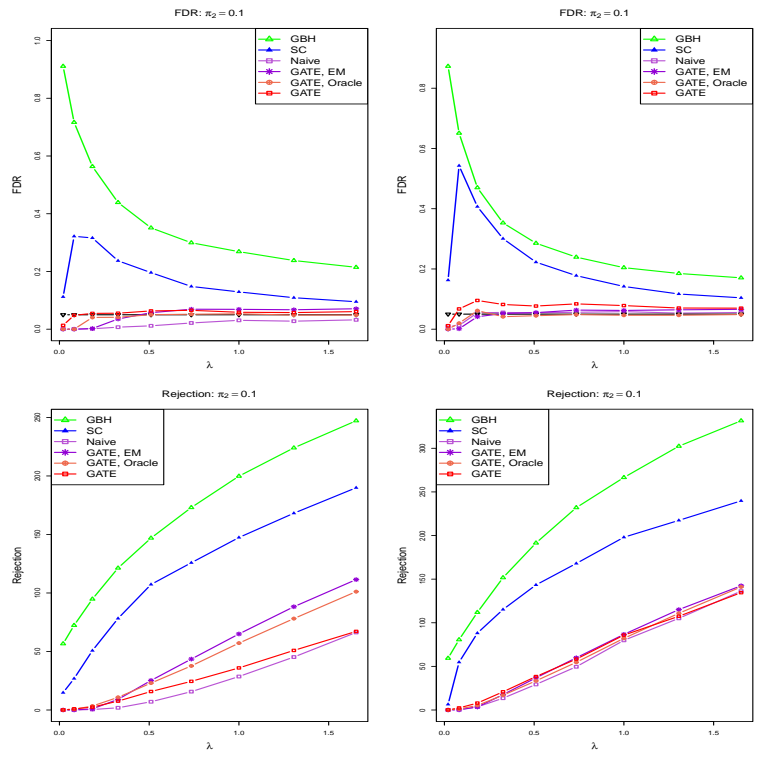 FDR: π₂ = 0.1
FDR
1.0
0.8
0.6
0.4
0.2
0.0
GBH
SC
Naive
GATE, EM
GATE, Oracle
GATE
0.0 0.5 1.0 1.5
λ
FDR: π₂ = 0.1
FDR
0.8
0.6
0.4
0.2
0.0
GBH
SC
Naive
GATE, EM
GATE, Oracle
GATE
0.0 0.5 1.0 1.5
λ
Rejection: π₂ = 0.1
Rejection
250
200
150
100
50
0
GBH
SC
Naive
GATE, EM
GATE, Oracle
GATE
0.0 0.5 1.0 1.5
λ
Rejection: π₂ = 0.1
Rejection
300
250
200
150
100
50
0
GBH
SC
Naive
GATE, EM
GATE, Oracle
GATE
0.0 0.5 1.0 1.5
λ